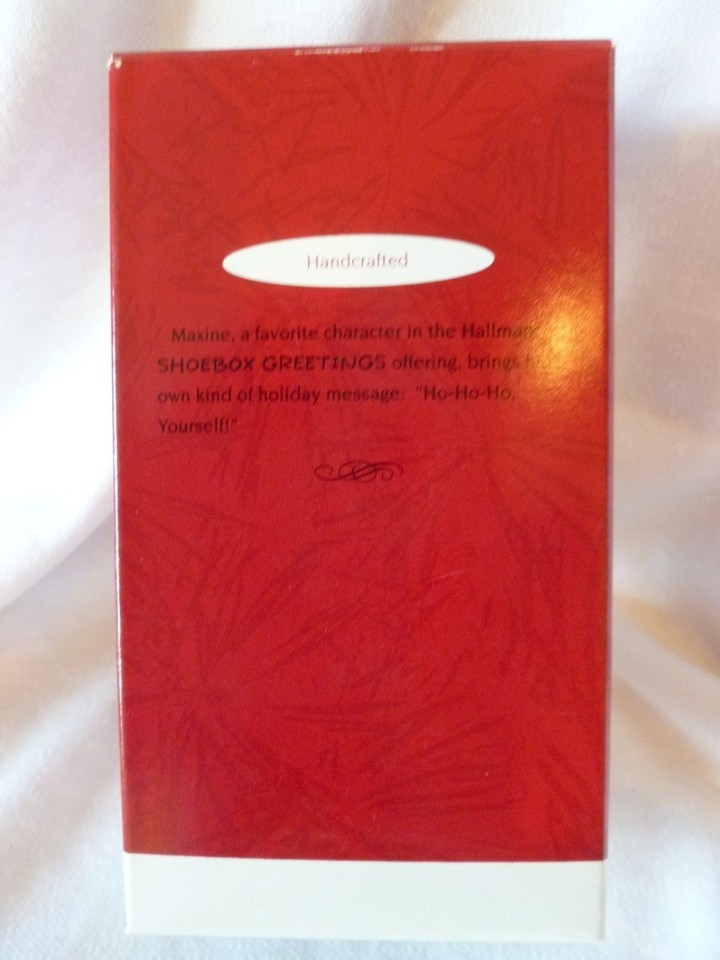 Handcrafted
Maxine, a favorite character in the Hallmark
SHOEBOX GREETINGS offering, brings
own kind of holiday message: "Ho-Ho-Ho,
Yourself!"